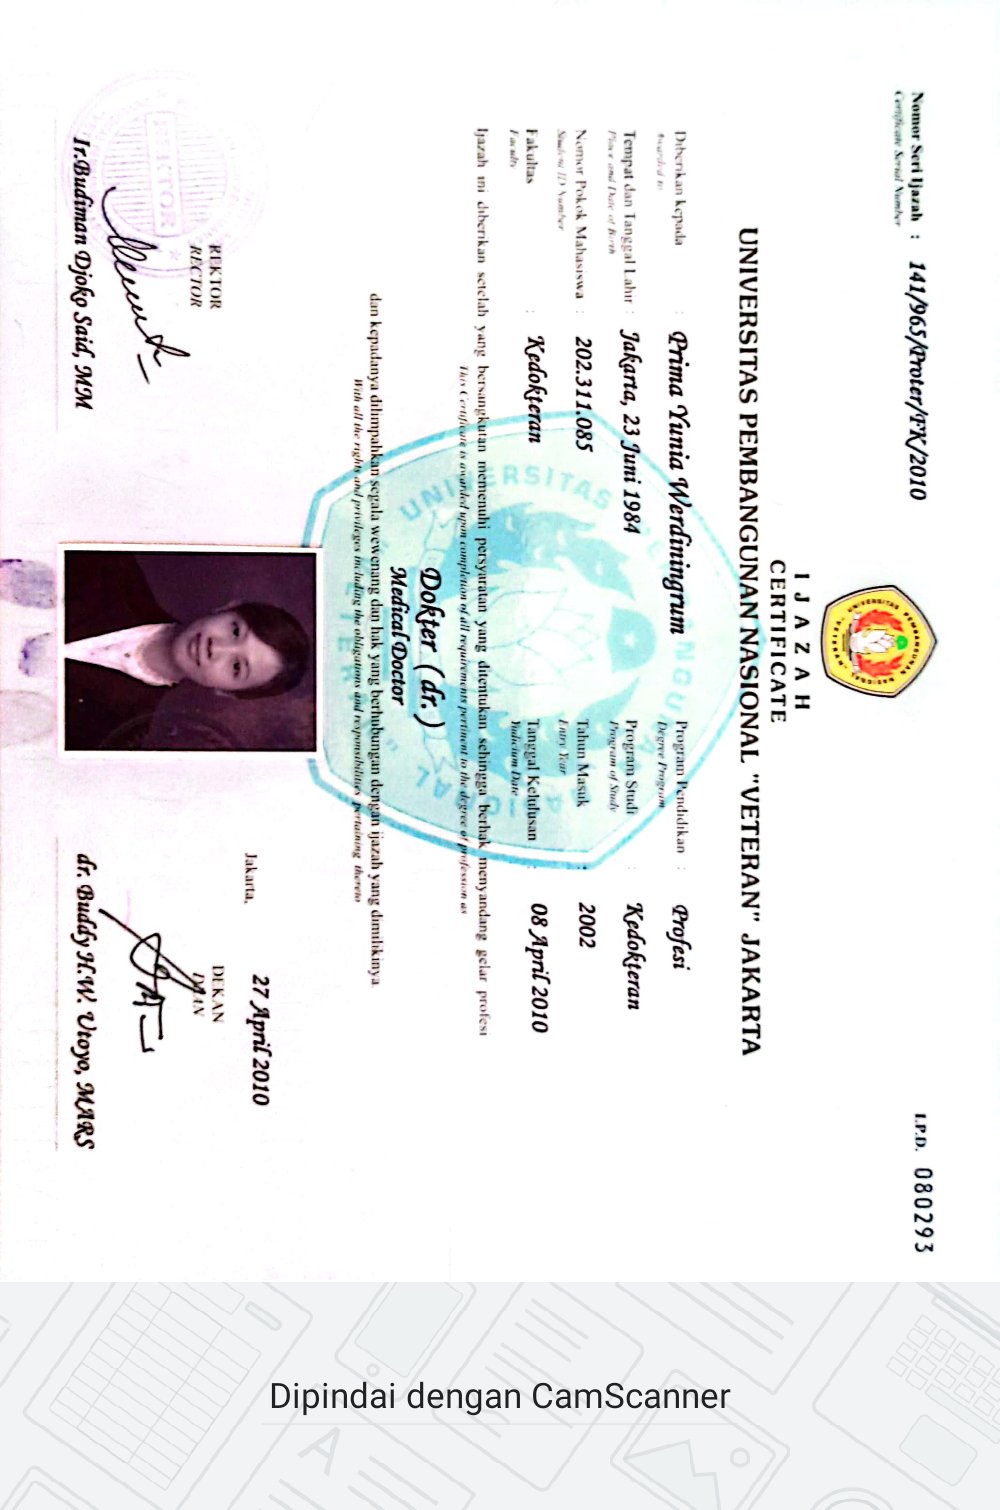 Nomor Seri Ijazah : 141/965/Proter/FK/2010
Certificate Serial Number
I.P.D. 080293
IJAZAH
CERTIFICATE
UNIVERSITAS PEMBANGUNAN NASIONAL "VETERAN" JAKARTA
Diberikan kepada : Prima Yunia Werdiningrum
Awarded to
Tempat dan Tanggal Lahir : Jakarta, 23 Juni 1984
Place and Date of Birth
Nomor Pokok Mahasiswa : 202.311.085
Student ID Number
Fakultas : Kedokteran
Faculty
Program Pendidikan : Profesi
Degree Program
Program Studi : Kedokteran
Program of Study
Tahun Masuk : 2002
Entry Year
Tanggal Kelulusan : 08 April 2010
Yudicium Date
Ijazah ini diberikan setelah yang bersangkutan memenuhi persyaratan yang ditentukan sehingga berhak menyandang gelar profesi
This Certificate is awarded upon completion of all requirements pertinent to the degree of profession as
Dokter (dr.)
Medical Doctor
dan kepadanya dilimpahkan segala wewenang dan hak yang berhubungan dengan ijazah yang dimilikinya.
With all the rights and privileges including the obligations and responsibilities pertaining thereto
Jakarta, 27 April 2010
REKTOR
RECTOR
REKTOR
Ir.Budiman Djoko Said, MM
DEKAN
DEAN
dr. Buddy H.W. Utoyo, MARS
Dipindai dengan CamScanner